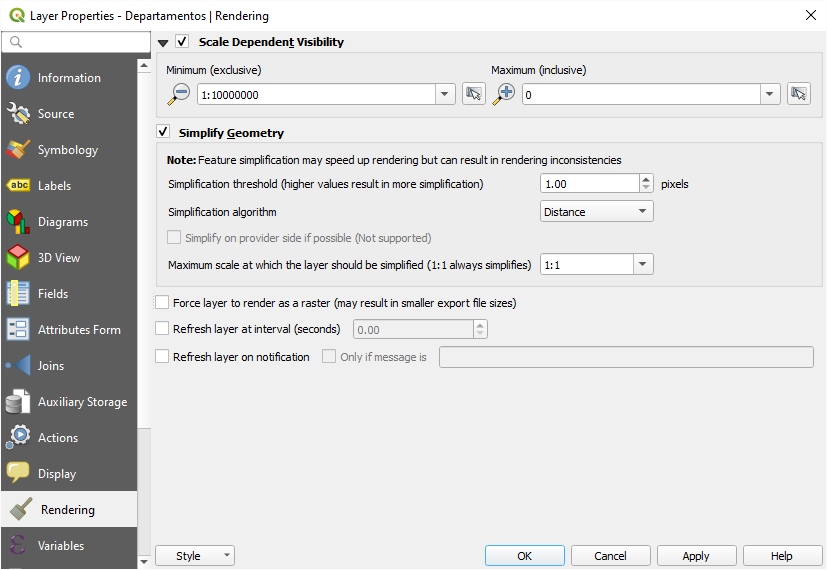 Layer Properties - Departamentos | Rendering
Information
Source
Symbology
abc Labels
Diagrams
3D View
Fields
Attributes Form
Joins
Auxiliary Storage
Actions
Display
Rendering
Variables
Scale Dependent Visibility
Minimum (exclusive) Maximum (inclusive)
1:10000000 0
Simplify Geometry
Note: Feature simplification may speed up rendering but can result in rendering inconsistencies
Simplification threshold (higher values result in more simplification) 1.00 pixels
Simplification algorithm Distance
Simplify on provider side if possible (Not supported)
Maximum scale at which the layer should be simplified (1:1 always simplifies) 1:1
Force layer to render as a raster (may result in smaller export file sizes)
Refresh layer at interval (seconds) 0.00
Refresh layer on notification Only if message is
Style OK Cancel Apply Help